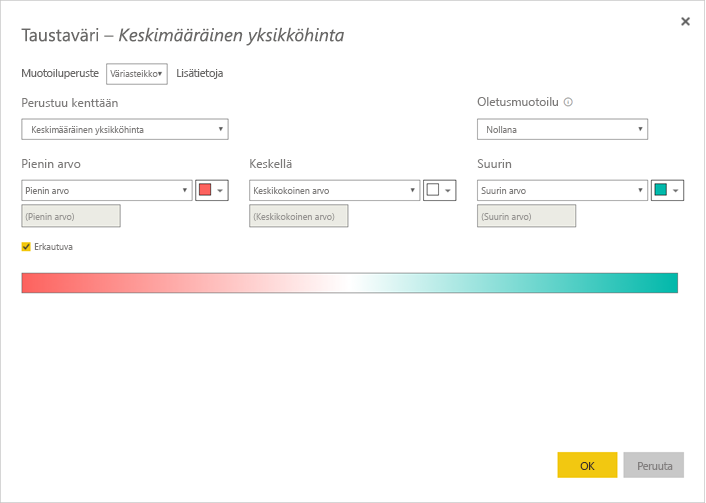 Taustaväri – Keskimääräinen yksikköhinta
Muotoiluperuste Väriasteikko Lisätietoja
Perustuu kenttään Oletusmuotoilu
Keskimääräinen yksikköhinta Nollana
Pienin arvo Keskellä Suurin
Pienin arvo Keskikokoinen arvo Suurin arvo
(Pienin arvo) (Keskikokoinen arvo) (Suurin arvo)
Erkautuva
OK Peruuta